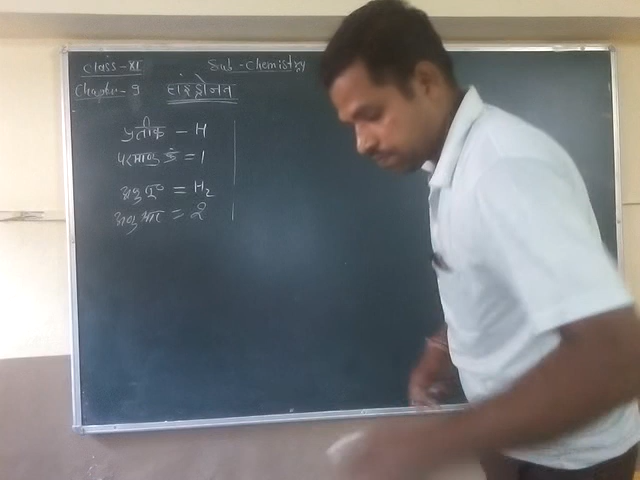 Class-XI Sub-Chemistry
Chapter-9 हाइड्रोजन
प्रतीक - H
परमाणु क्रं = 1
अणु सू० = H2
अणु भार = 2